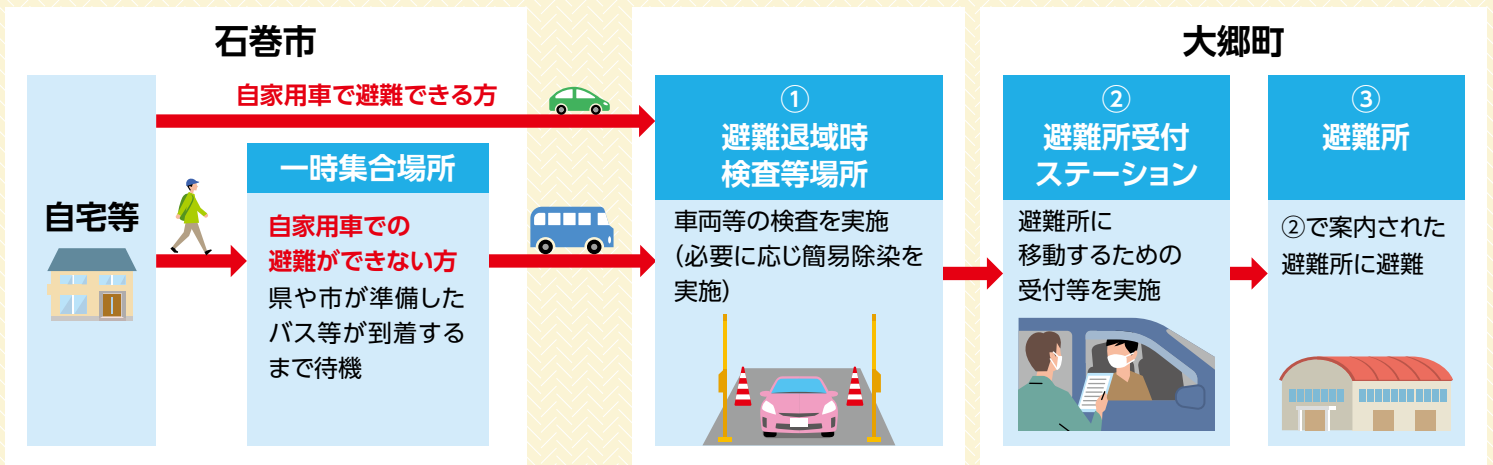 石巻市
自宅等
自家用車で避難できる方
一時集合場所
自家用車での
避難ができない方
県や市が準備した
バス等が到着する
まで待機
①
避難退域時
検査等場所
車両等の検査を実施
(必要に応じ簡易除染を
実施)
大郷町
②
避難所受付
ステーション
避難所に
移動するための
受付等を実施
③
避難所
②で案内された
避難所に避難